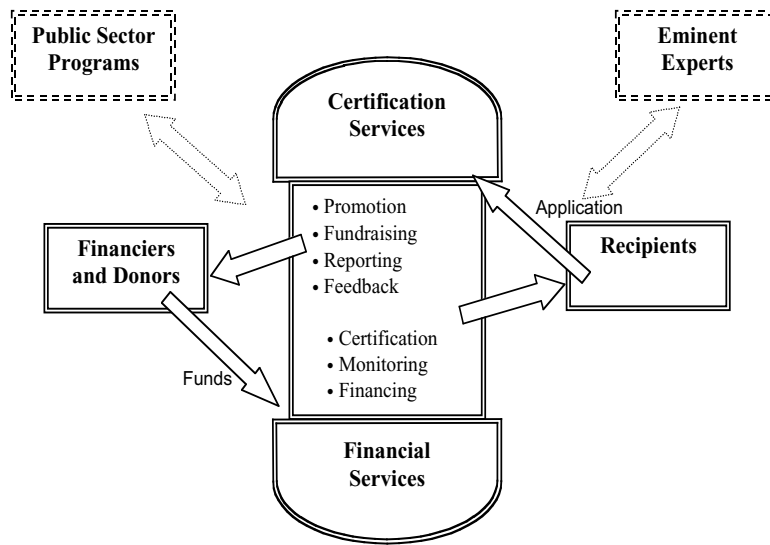 Public Sector
Programs
Eminent
Experts
Certification
Services
• Promotion
• Fundraising
• Reporting
• Feedback
Application
Financiers
and Donors
Recipients
• Certification
• Monitoring
• Financing
Funds
Financial
Services